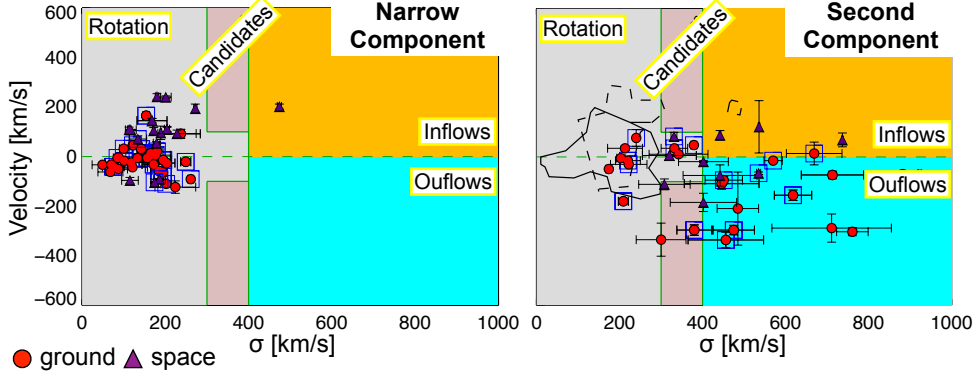 Narrow
Component
Second
Component
Rotation
Candidates
Inflows
Ouflows
Rotation
Candidates
Inflows
Ouflows
Velocity [km/s]
600
400
200
0
−200
−400
−600
0
200
400
600
800
1000
0
200
400
600
800
1000
σ [km/s]
σ [km/s]
ground
space